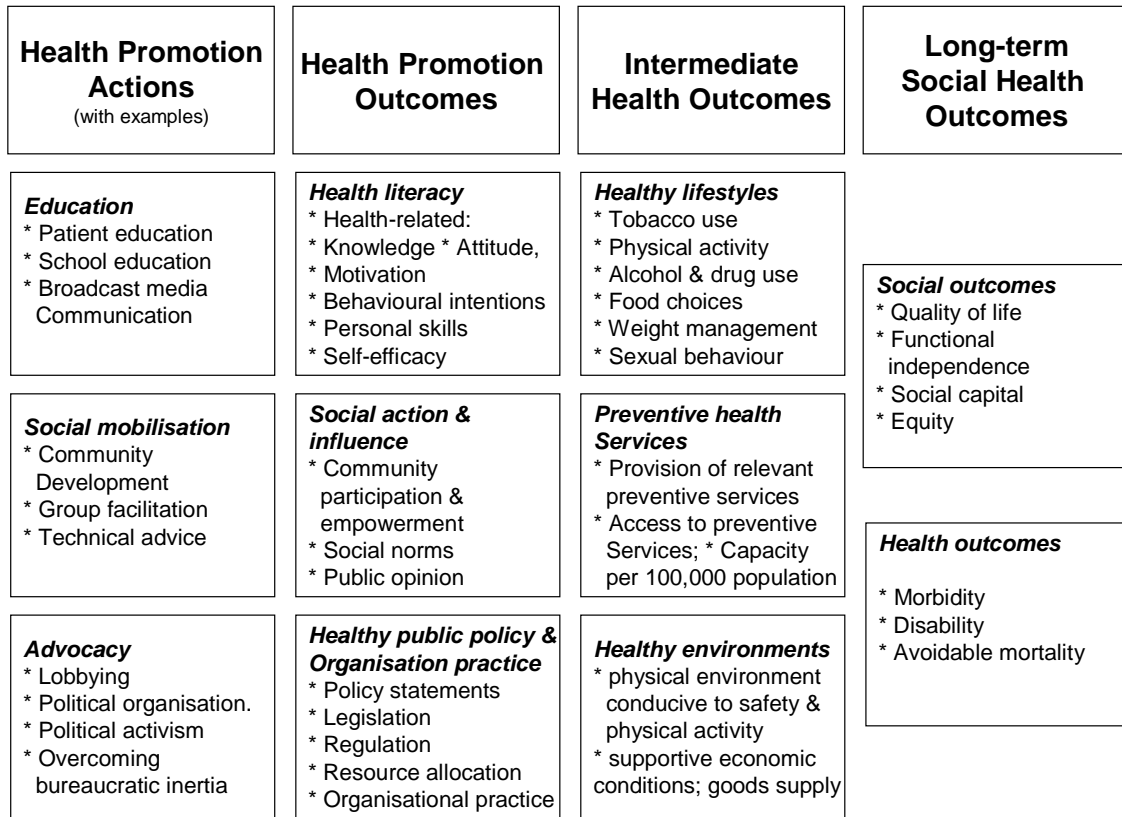 Health Promotion
Actions
(with examples)
Health Promotion
Outcomes
Intermediate
Health Outcomes
Long-term
Social Health
Outcomes
Education
* Patient education
* School education
* Broadcast media
Communication
Health literacy
* Health-related:
* Knowledge * Attitude,
* Motivation
* Behavioural intentions
* Personal skills
* Self-efficacy
Healthy lifestyles
* Tobacco use
* Physical activity
* Alcohol & drug use
* Food choices
* Weight management
* Sexual behaviour
Social outcomes
* Quality of life
* Functional
independence
* Social capital
* Equity
Social mobilisation
* Community
Development
* Group facilitation
* Technical advice
Social action &
influence
* Community
participation &
empowerment
* Social norms
* Public opinion
Preventive health
Services
* Provision of relevant
preventive services
* Access to preventive
Services; * Capacity
per 100,000 population
Health outcomes
* Morbidity
* Disability
* Avoidable mortality
Advocacy
* Lobbying
* Political organisation.
* Political activism
* Overcoming
bureaucratic inertia
Healthy public policy &
Organisation practice
* Policy statements
* Legislation
* Regulation
* Resource allocation
* Organisational practice
Healthy environments
* physical environment
conducive to safety &
physical activity
* supportive economic
conditions; goods supply